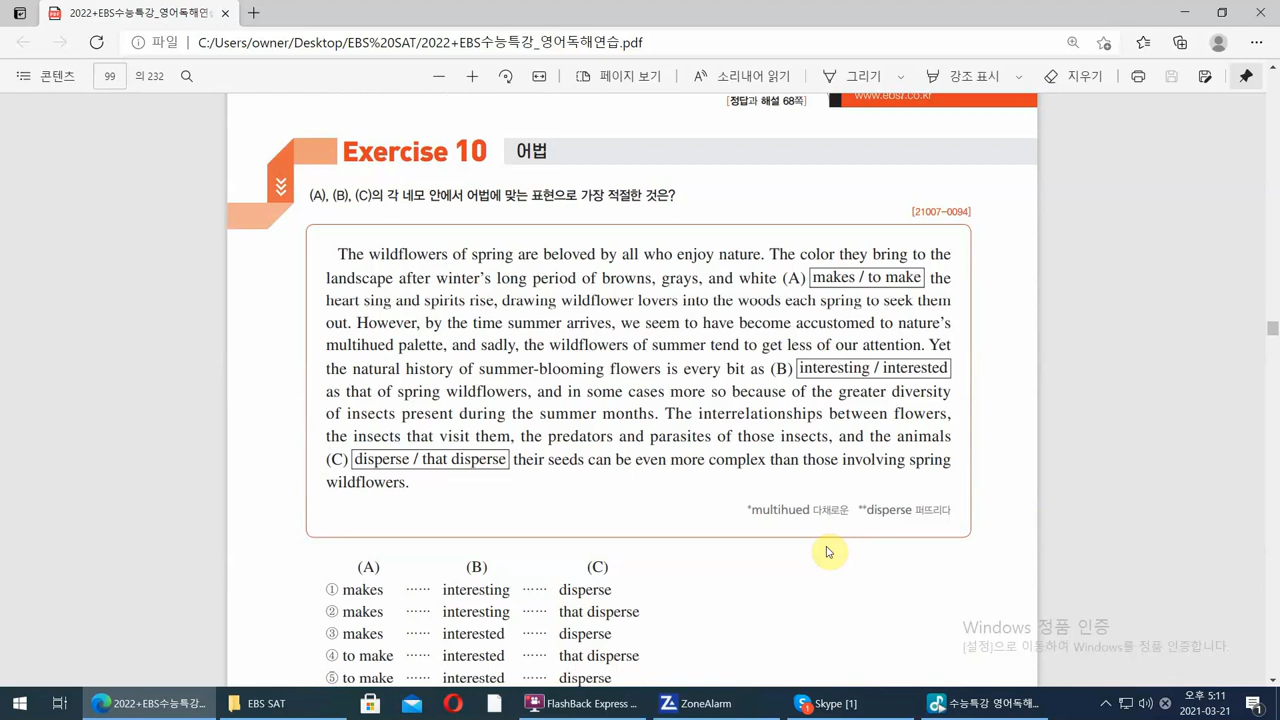 2022+EBS수능특강_영어독해연습
파일 C:/Users/owner/Desktop/EBS%20SAT/2022+EBS수능특강_영어독해연습.pdf
콘텐츠 99 의 232 페이지 보기 소리내어 읽기 그리기 강조 표시 지우기
[정답과 해설 68쪽] www.ebsi.co.kr
Exercise 10 어법
(A), (B), (C)의 각 네모 안에서 어법에 맞는 표현으로 가장 적절한 것은?
[21007-0094]
The wildflowers of spring are beloved by all who enjoy nature. The color they bring to the
landscape after winter's long period of browns, grays, and white (A) makes / to make the
heart sing and spirits rise, drawing wildflower lovers into the woods each spring to seek them
out. However, by the time summer arrives, we seem to have become accustomed to nature's
multihued palette, and sadly, the wildflowers of summer tend to get less of our attention. Yet
the natural history of summer-blooming flowers is every bit as (B) interesting / interested
as that of spring wildflowers, and in some cases more so because of the greater diversity
of insects present during the summer months. The interrelationships between flowers,
the insects that visit them, the predators and parasites of those insects, and the animals
(C) disperse / that disperse their seeds can be even more complex than those involving spring
wildflowers.
*multihued 다채로운 **disperse 퍼뜨리다
(A) (B) (C)
① makes …… interesting …… disperse
② makes …… interesting …… that disperse
③ makes …… interested …… disperse
④ to make …… interested …… that disperse
⑤ to make …… interested …… disperse
Windows 정품 인증
[설정]으로 이동하여 Windows를 정품 인증합니다.
2022+EBS수능특강_... EBS SAT FlashBack Express ... ZoneAlarm Skype [1] 수능특강 영어독해... 오후 5:11
2021-03-21